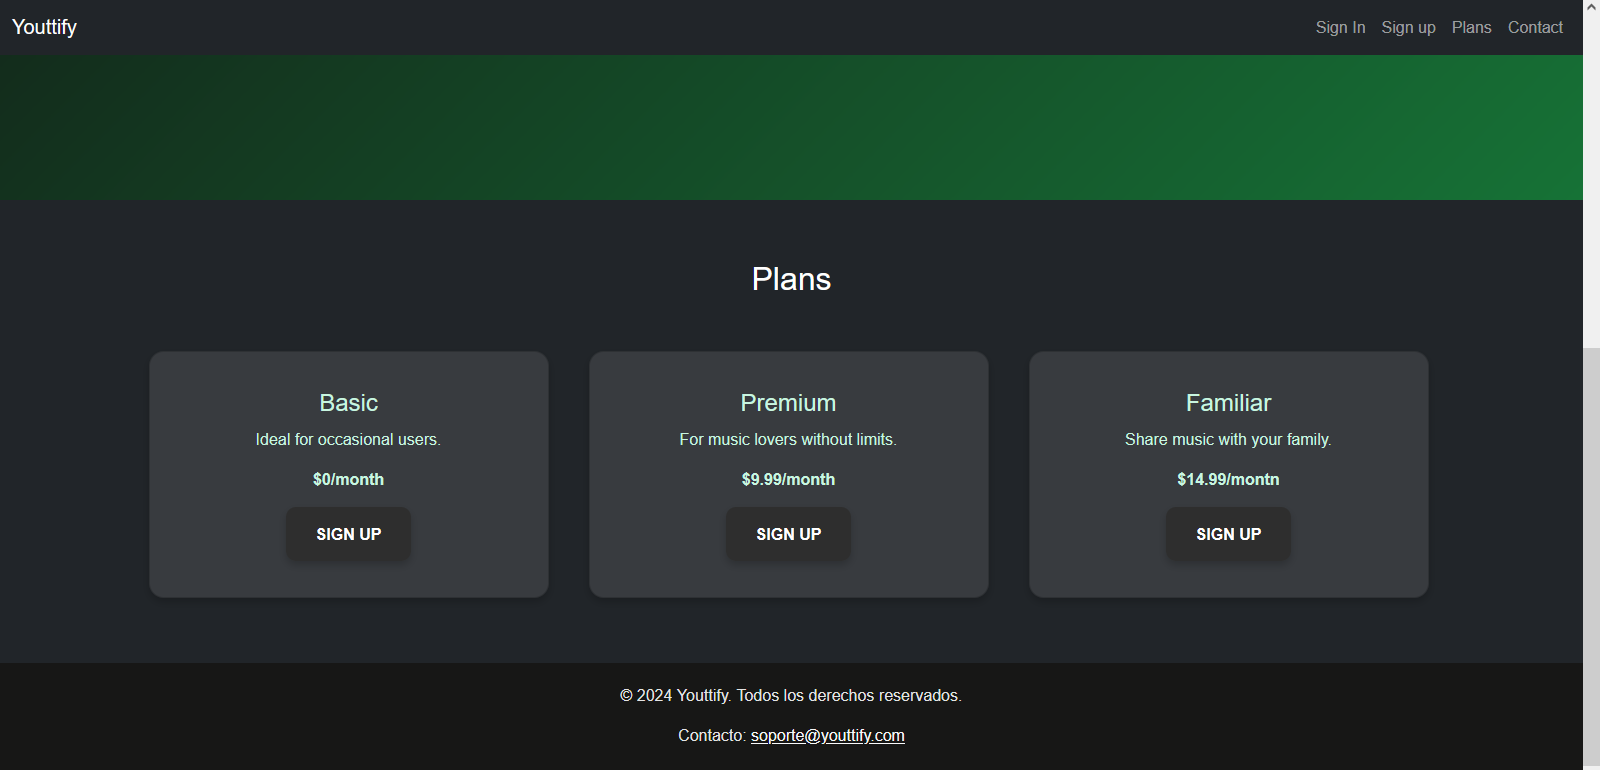 Youttify
Sign In Sign up Plans Contact
Plans
Basic
Ideal for occasional users.
$0/month
SIGN UP
Premium
For music lovers without limits.
$9.99/month
SIGN UP
Familiar
Share music with your family.
$14.99/montn
SIGN UP
© 2024 Youttify. Todos los derechos reservados.
Contacto: soporte@youttify.com